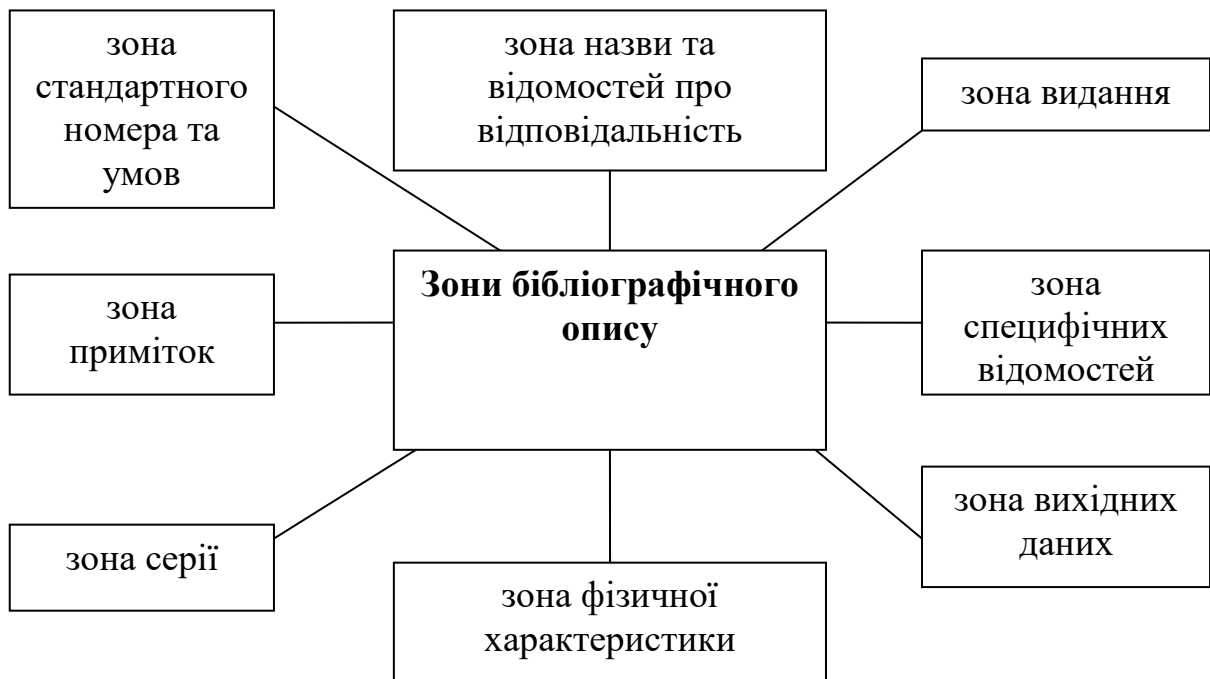 зона
стандартного
номера та
умов
зона назви та
відомостей про
відповідальність
зона видання
зона
приміток
Зони бібліографічного
опису
зона
специфічних
відомостей
зона серії
зона фізичної
характеристики
зона вихідних
даних